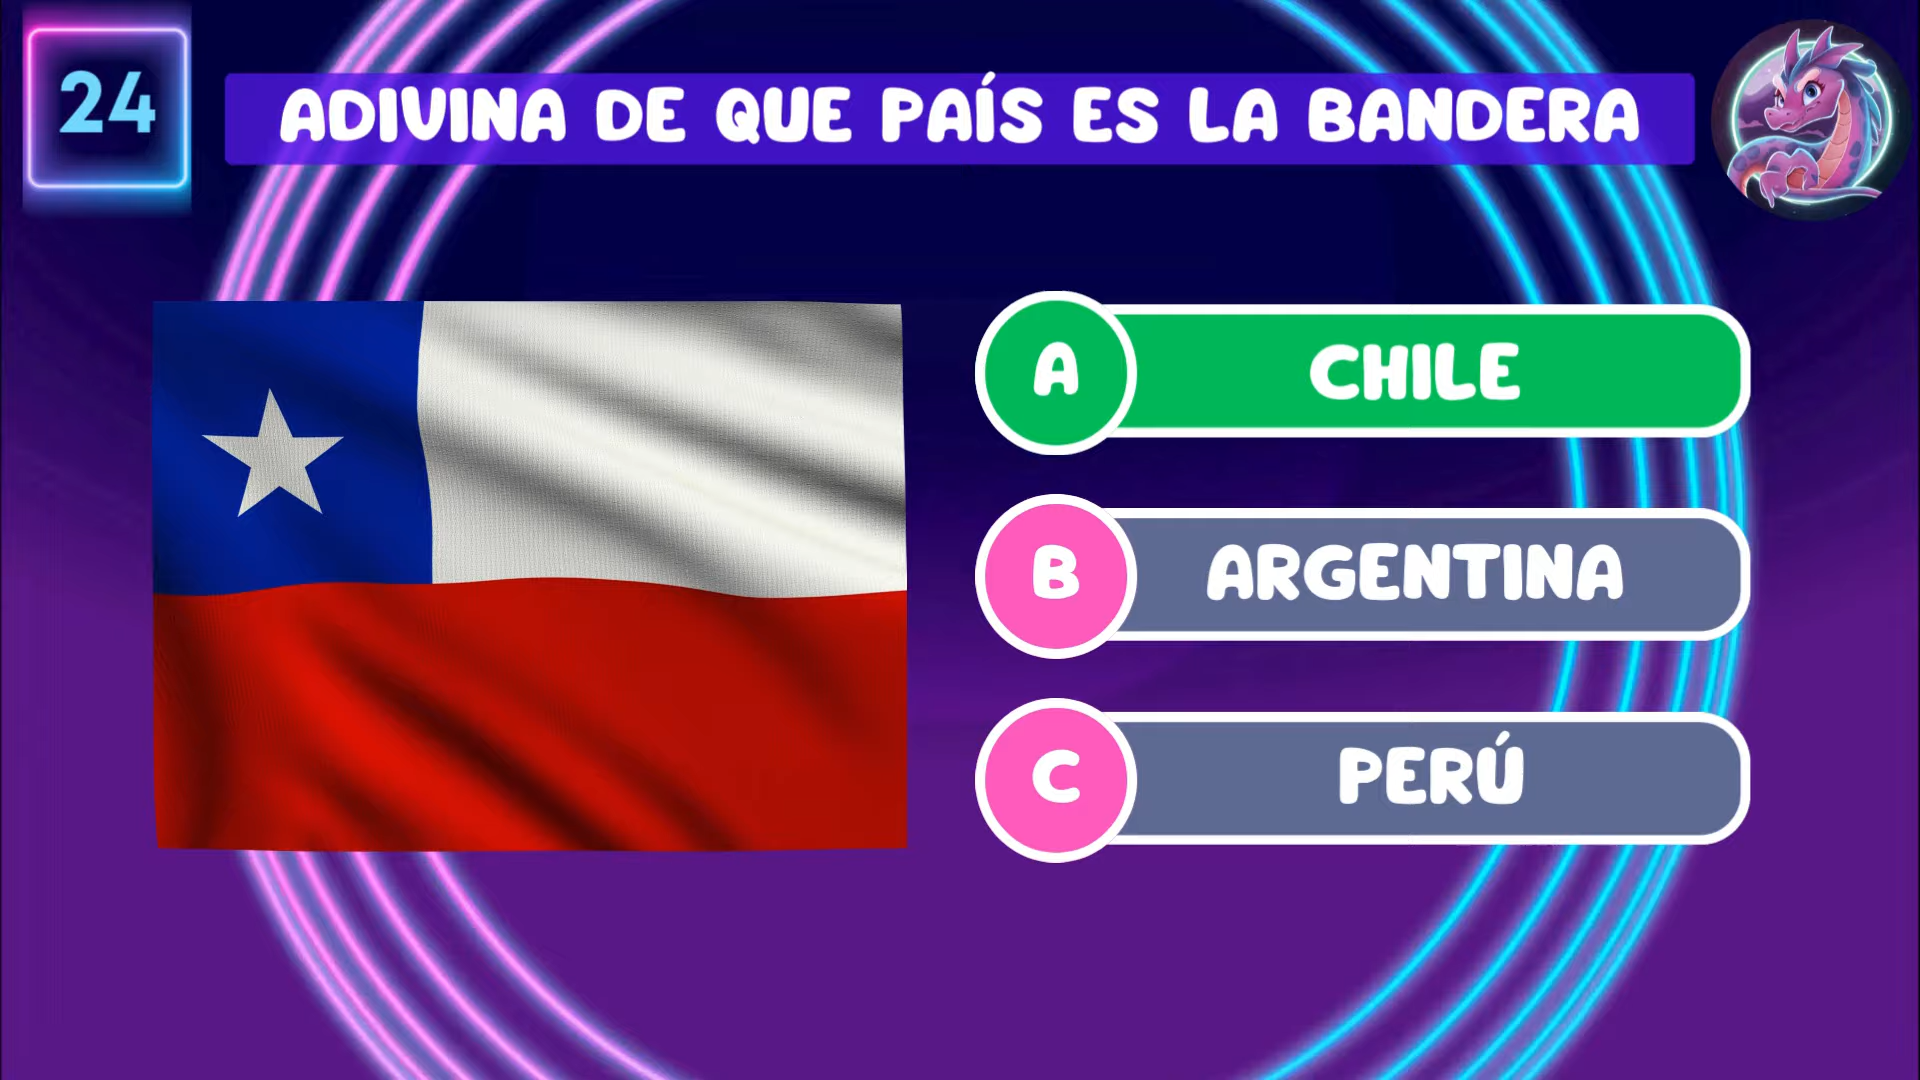 24
ADIVINA DE QUE PAÍS ES LA BANDERA
A CHILE
B ARGENTINA
C PERÚ